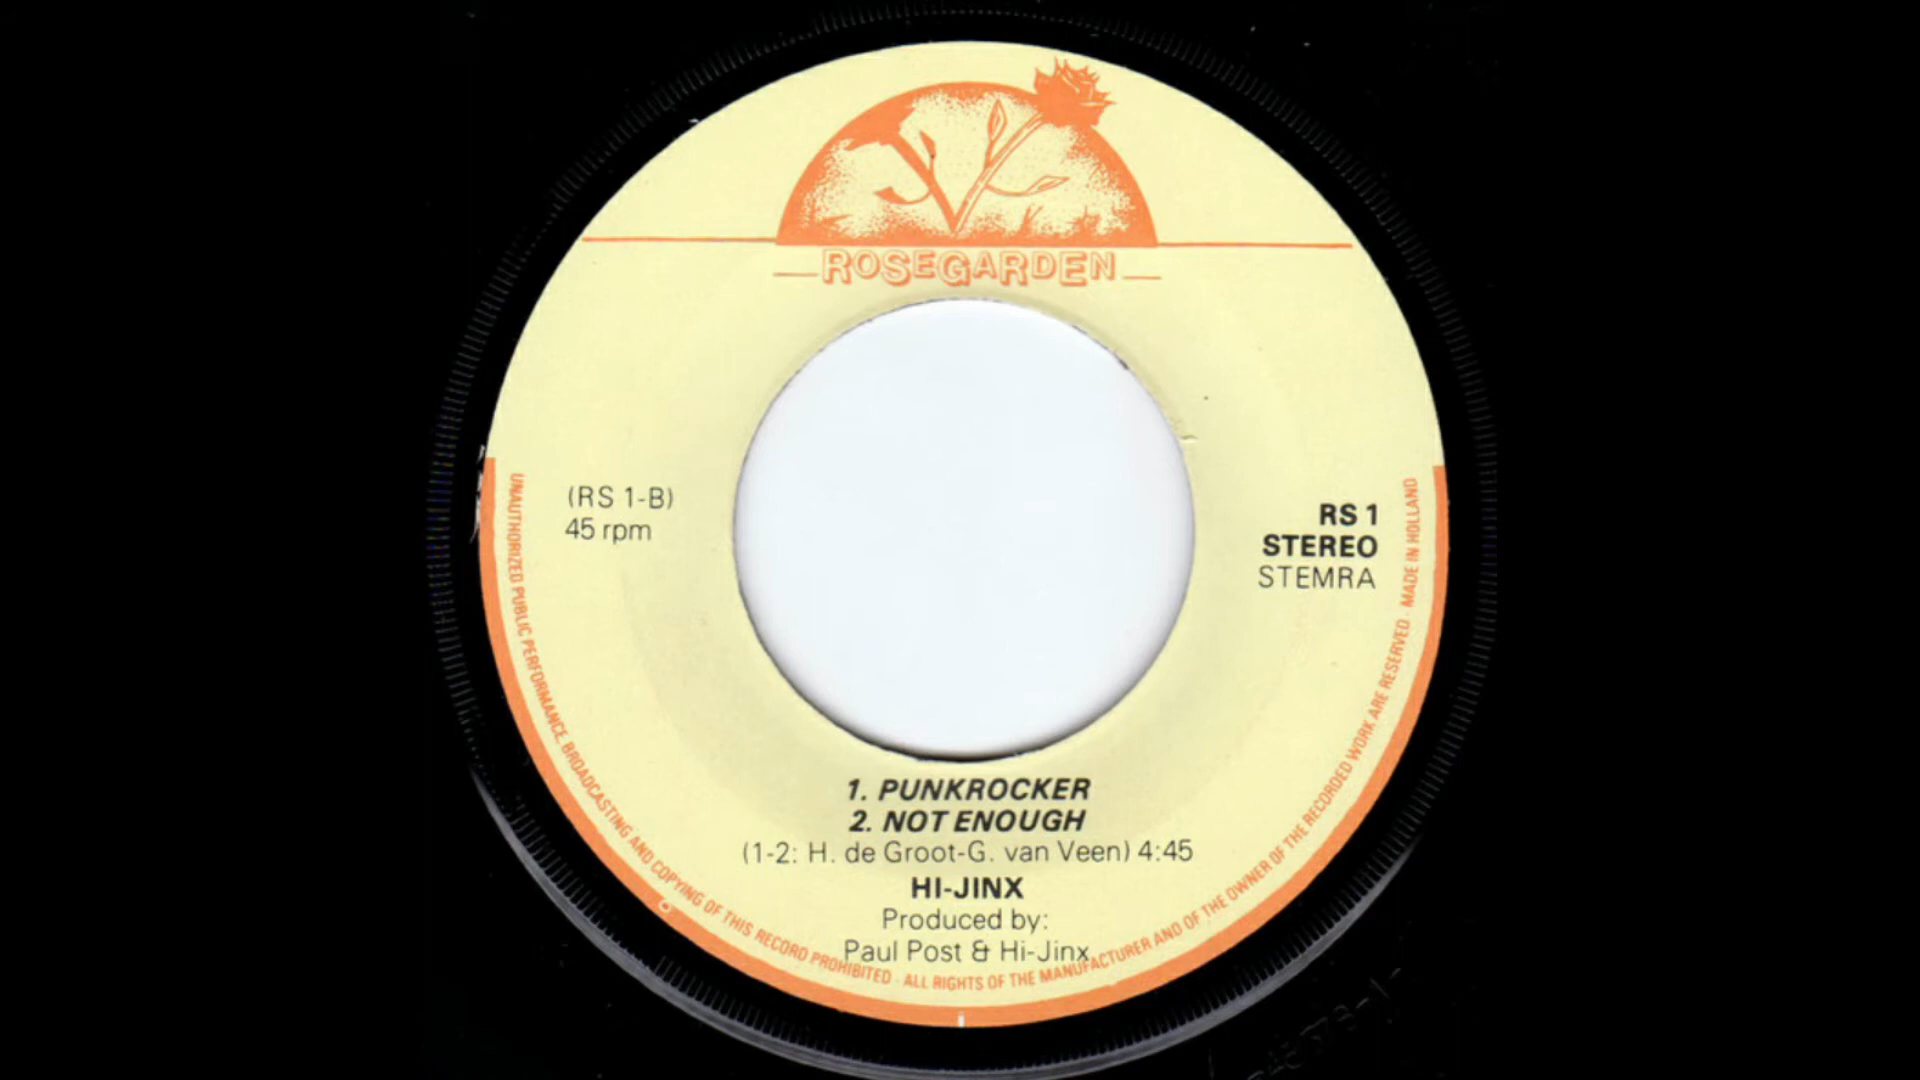 ROSEGARDEN
(RS 1-B)
45 rpm
RS 1
STEREO
STEMRA
1. PUNKROCKER
2. NOT ENOUGH
(1-2: H. de Groot-G. van Veen) 4:45
HI-JINX
Produced by:
Paul Post & Hi-Jinx
UNAUTHORIZED PUBLIC PERFORMANCE BROADCASTING AND COPYING OF THIS RECORD PROHIBITED · ALL RIGHTS OF THE MANUFACTURER AND OF THE OWNER OF THE RECORDED WORK ARE RESERVED · MADE IN HOLLAND